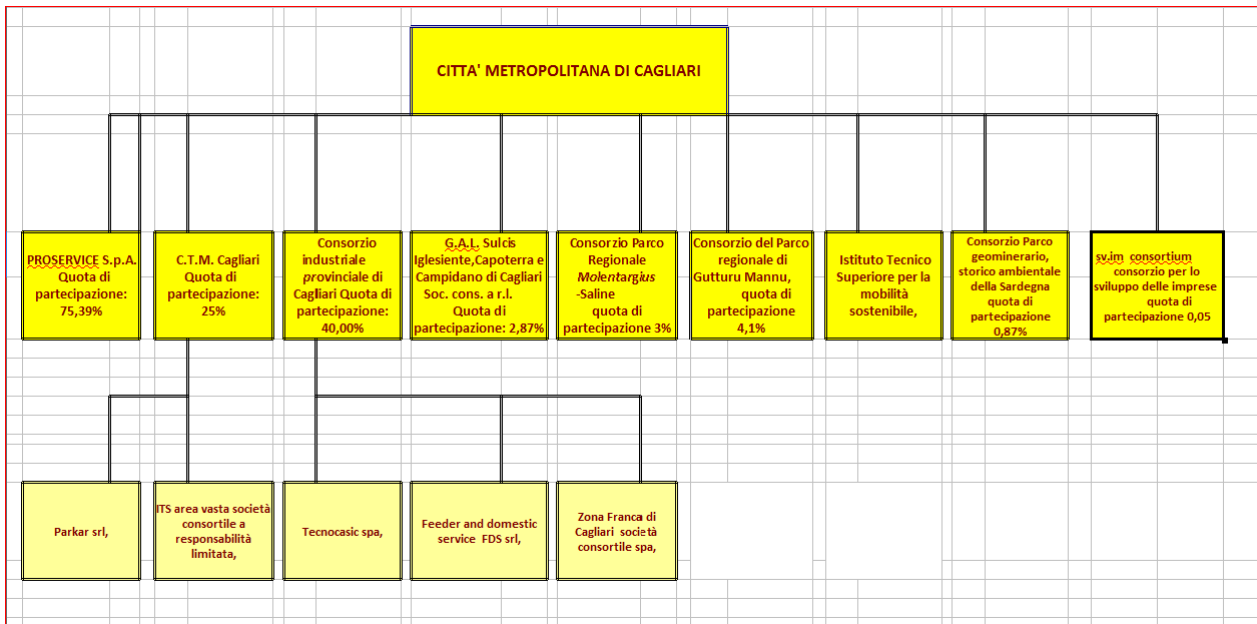 CITTA' METROPOLITANA DI CAGLIARI
PROSERVICE S.p.A.
Quota di
partecipazione:
75,39%
C.T.M. Cagliari
Quota di
partecipazione:
25%
Consorzio
industriale
provinciale di
Cagliari Quota di
partecipazione:
40,00%
G.A.L. Sulcis
Iglesiente,Capoterra e
Campidano di Cagliari
Soc. cons. a r.l.
Quota di
partecipazione: 2,87%
Consorzio Parco
Regionale
Molentargius
-Saline
quota di
partecipazione 3%
Consorzio del Parco
regionale di
Gutturu Mannu,
quota di
partecipazione
4,1%
Istituto Tecnico
Superiore per la
mobilità
sostenibile,
Consorzio Parco
geominerario,
storico ambientale
della Sardegna
quota di
partecipazione
0,87%
sv.im consortium
consorzio per lo
sviluppo delle imprese
quota di
partecipazione 0,05
Parkar srl,
ITS area vasta società
consortile a
responsabilità
limitata,
Tecnocasic spa,
Feeder and domestic
service FDS srl,
Zona Franca di
Cagliari società
consortile spa,